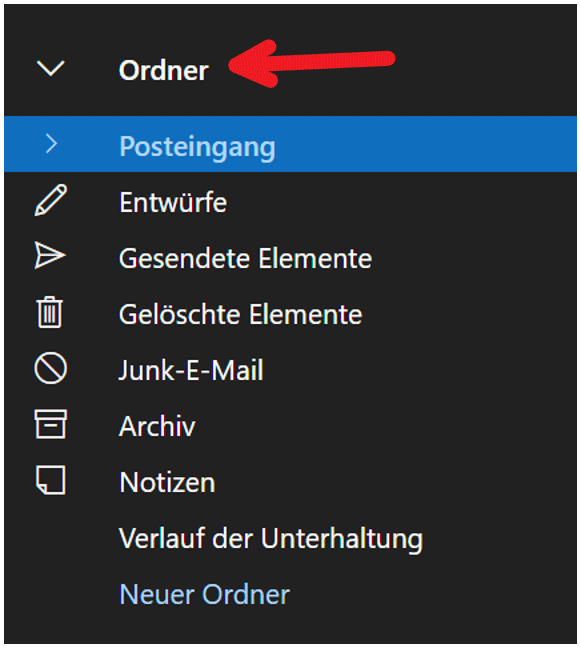 Ordner
Posteingang
Entwürfe
Gesendete Elemente
Gelöschte Elemente
Junk-E-Mail
Archiv
Notizen
Verlauf der Unterhaltung
Neuer Ordner